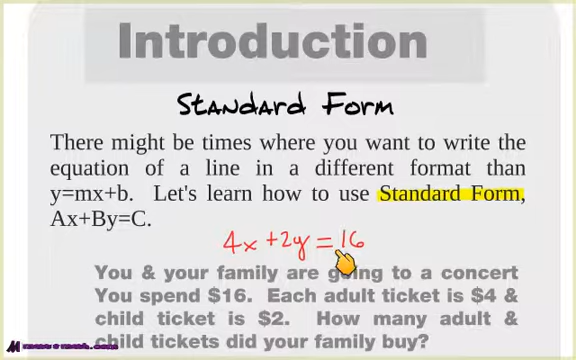 Introduction
Standard Form
There might be times where you want to write the
equation of a line in a different format than
y=mx+b. Let's learn how to use Standard Form,
Ax+By=C.
4x +2y = 16
You & your family are going to a concert
You spend $16. Each adult ticket is $4 &
child ticket is $2. How many adult &
child tickets did your family buy?